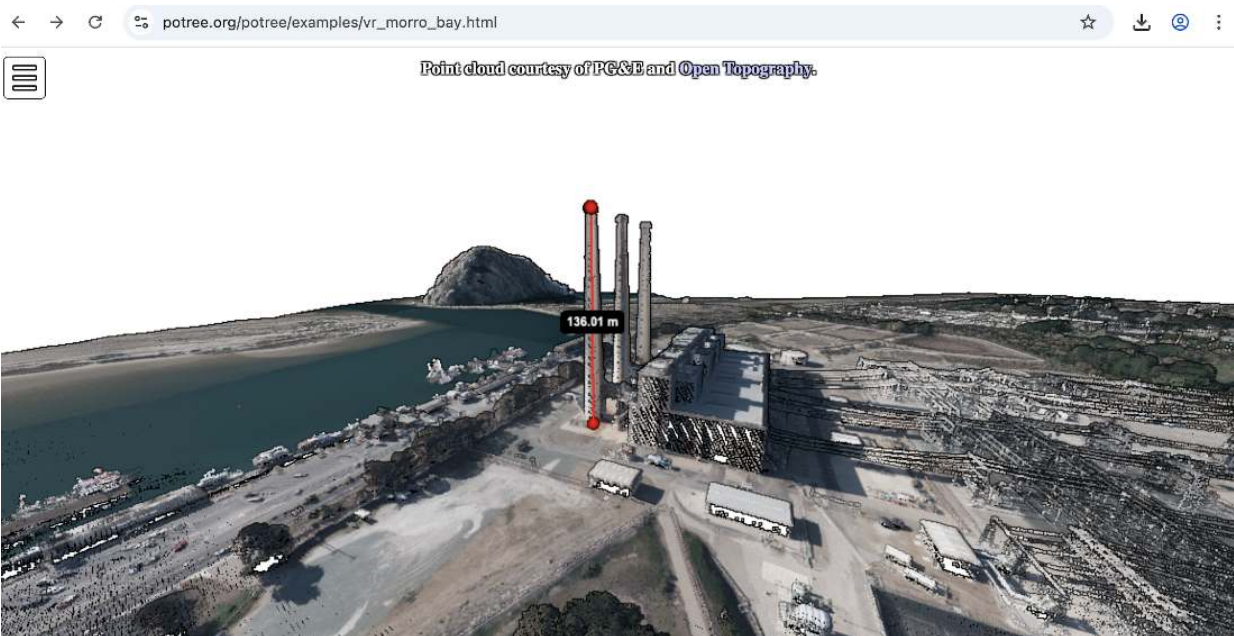 potree.org/potree/examples/vr_morro_bay.html
Point cloud courtesy of PG&E and Open Topography.
136.01 m